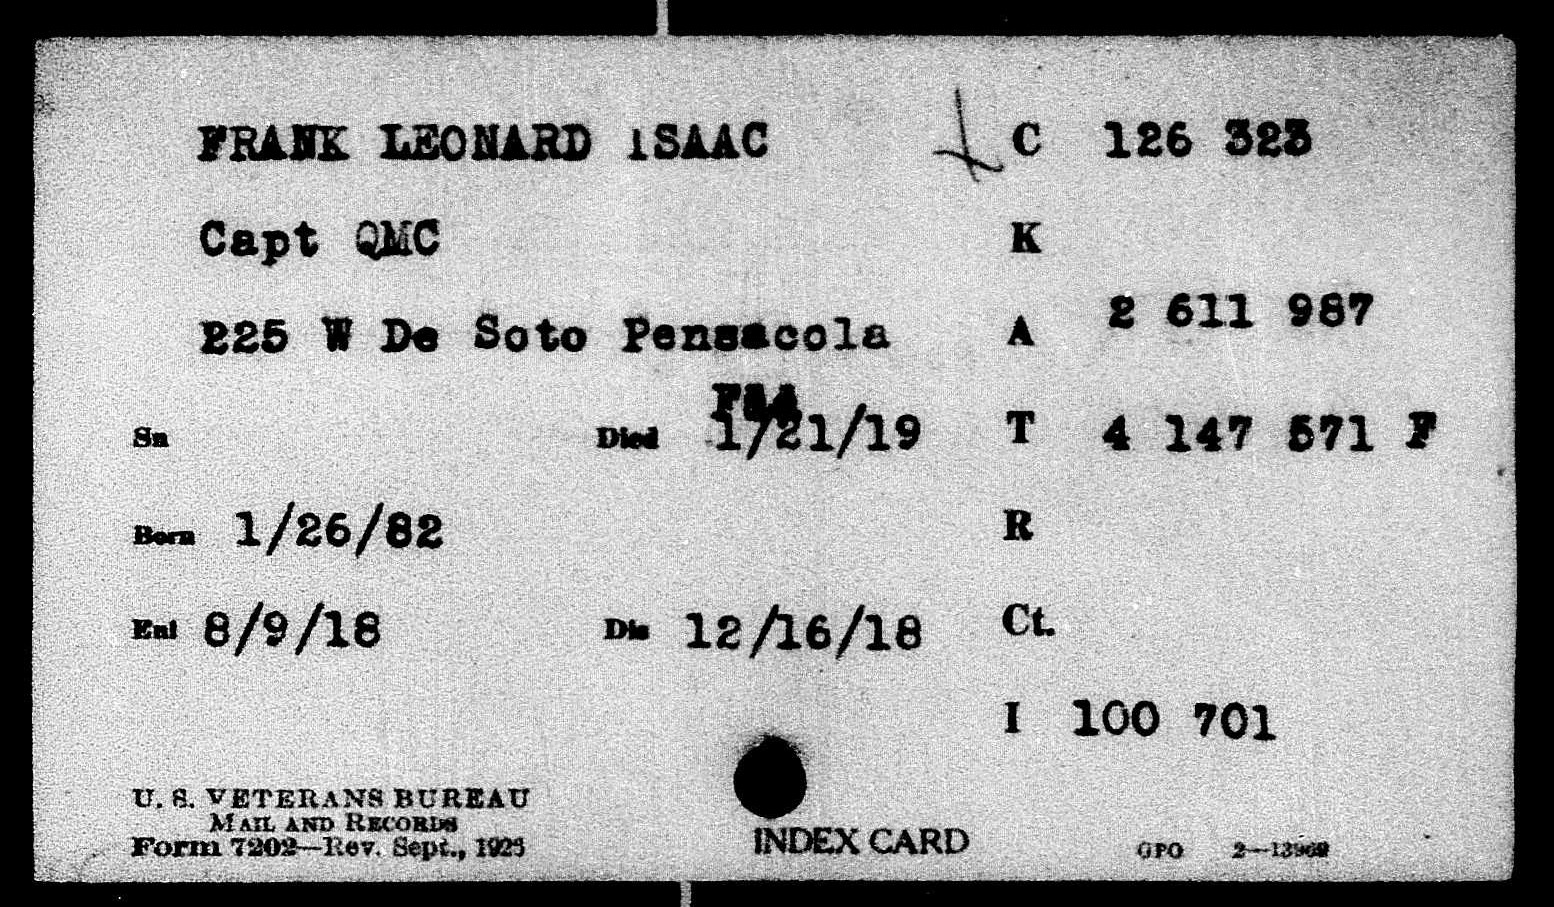 FRANK LEONARD ISAAC C 126 323
Capt QMC K
225 W De Soto Pensacola A 2 611 987
Fla
Sn Died 1/21/19 T 4 147 571 F
Born 1/26/82 R
Enl 8/9/18 Dis 12/16/18 Ct.
I 100 701
U. S. VETERANS BUREAU
MAIL AND RECORDS
Form 7202—Rev. Sept., 1925
INDEX CARD
GPO 2—13969